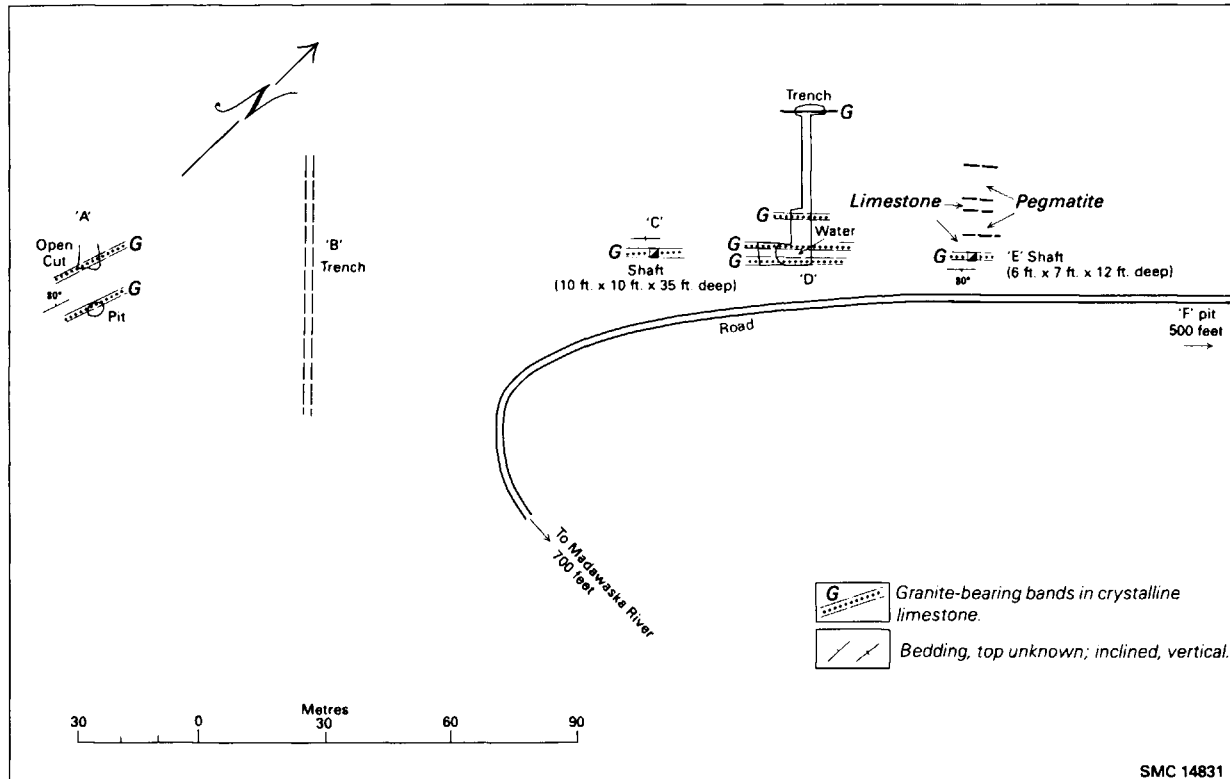 N
Trench
G
'A'
Open
Cut
G
80°
G
Pit
'B'
Trench
'C'
G
Shaft
(10 ft. x 10 ft. x 35 ft. deep)
G
Water
G
G
'D'
Limestone
Pegmatite
G
'E' Shaft
(6 ft. x 7 ft. x 12 ft. deep)
80°
Road
'F' pit
500 feet
To Madawaska River
700 feet
G
Granite-bearing bands in crystalline
limestone.
Bedding, top unknown; inclined, vertical.
Metres
30 0 30 60 90
SMC 14831